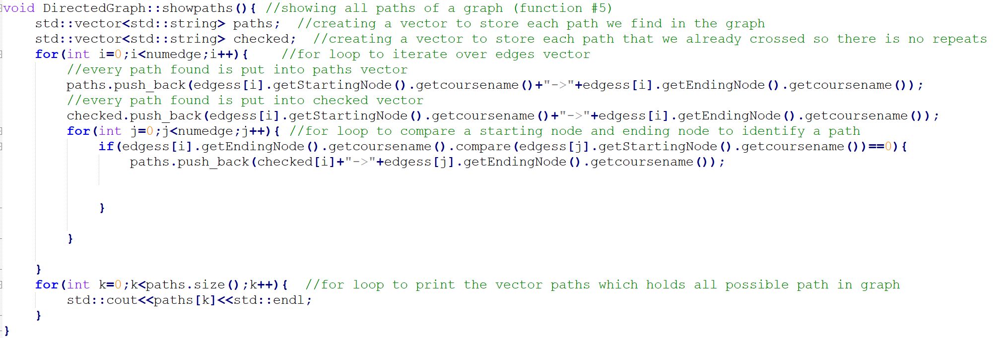 void DirectedGraph::showpaths(){ //showing all paths of a graph (function #5)
    std::vector<std::string> paths;  //creating a vector to store each path we find in the graph
    std::vector<std::string> checked;  //creating a vector to store each path that we already crossed so there is no repeats
    for(int i=0;i<numedge;i++){    //for loop to iterate over edges vector
        //every path found is put into paths vector
        paths.push_back(edgess[i].getStartingNode().getcoursename()+"->"+edgess[i].getEndingNode().getcoursename());
        //every path found is put into checked vector
        checked.push_back(edgess[i].getStartingNode().getcoursename()+"->"+edgess[i].getEndingNode().getcoursename());
        for(int j=0;j<numedge;j++){ //for loop to compare a starting node and ending node to identify a path
            if(edgess[i].getEndingNode().getcoursename().compare(edgess[j].getStartingNode().getcoursename())==0){
                paths.push_back(checked[i]+"->"+edgess[j].getEndingNode().getcoursename());
            }
        }
    }
    for(int k=0;k<paths.size();k++){  //for loop to print the vector paths which holds all possible path in graph
        std::cout<<paths[k]<<std::endl;
    }
}